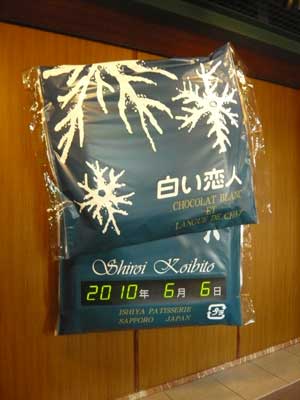 白い恋人
CHOCOLAT BLANC
ET
LANGUE DE CHAT
Shiroi Koibito
2010年 6月 6日
ISHIYA PATISSERIE
SAPPORO JAPAN